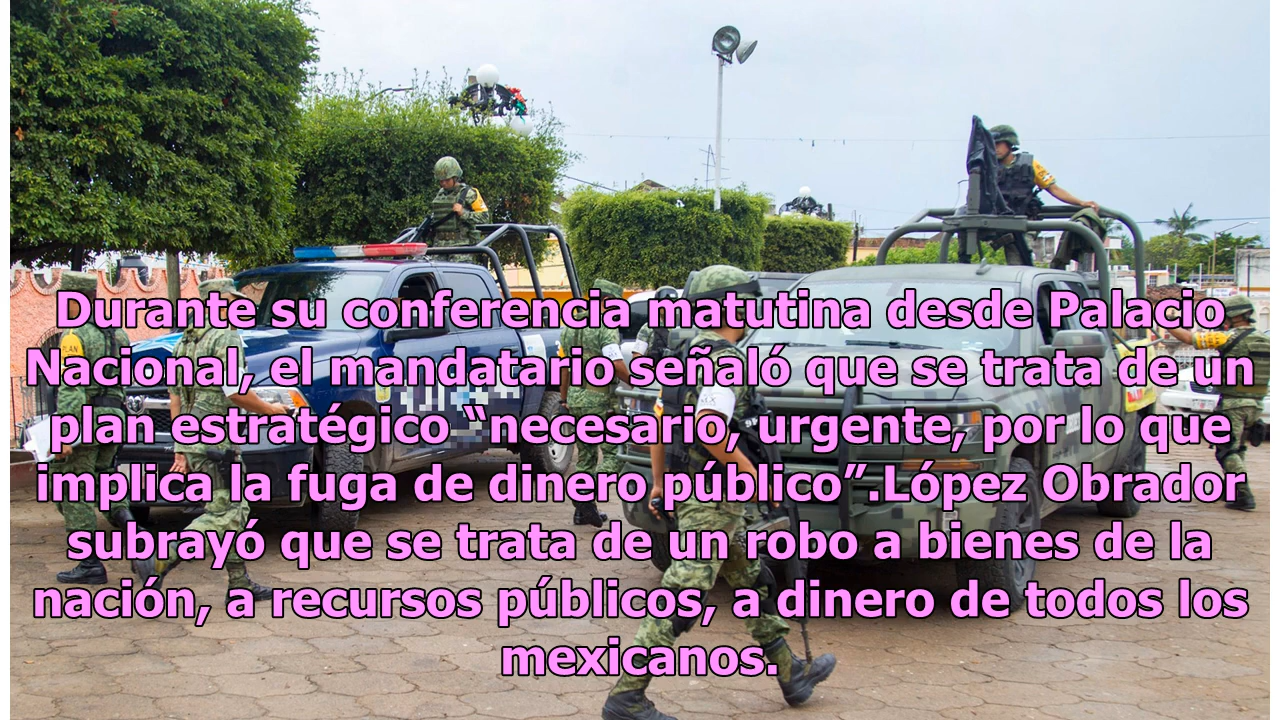 Durante su conferencia matutina desde Palacio
Nacional, el mandatario señaló que se trata de un
plan estratégico “necesario, urgente, por lo que
implica la fuga de dinero público”.López Obrador
subrayó que se trata de un robo a bienes de la
nación, a recursos públicos, a dinero de todos los
mexicanos.
PLAN